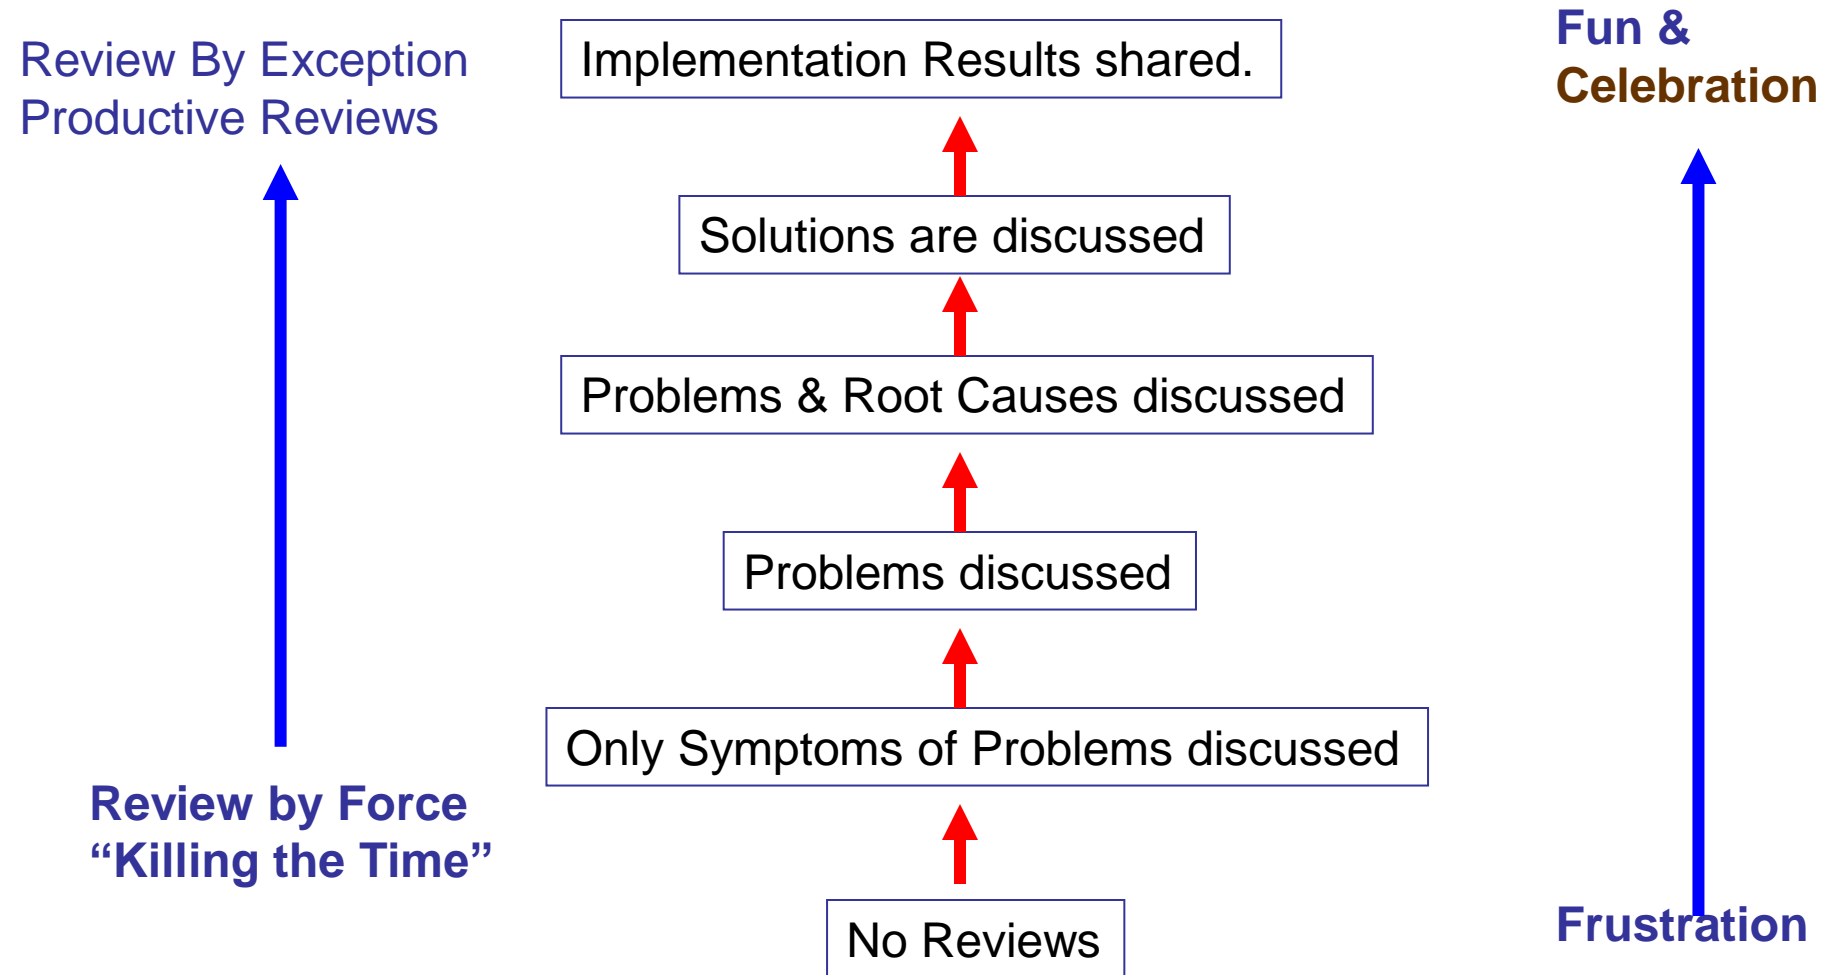 Review By Exception
Productive Reviews
Implementation Results shared.
Fun &
Celebration
Solutions are discussed
Problems & Root Causes discussed
Problems discussed
Only Symptoms of Problems discussed
Review by Force
“Killing the Time”
No Reviews
Frustration